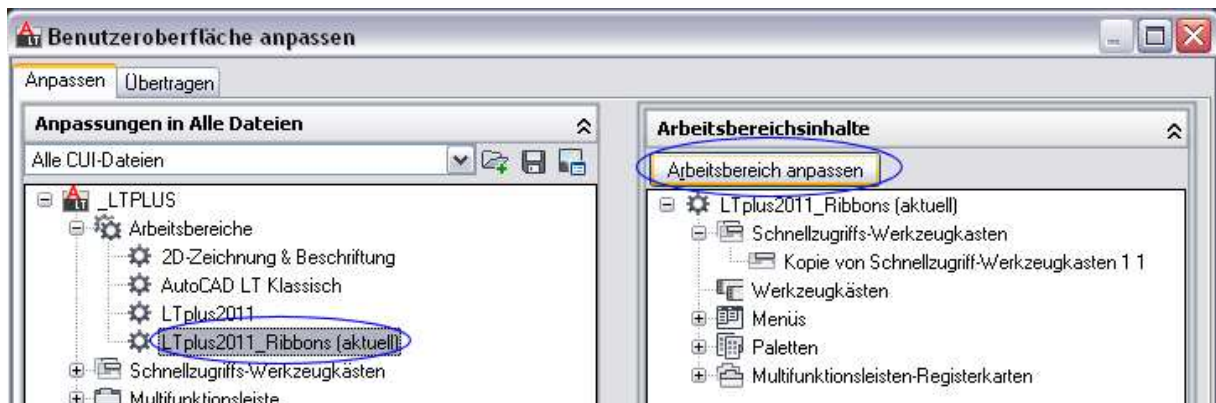 Benutzeroberfläche anpassen
Anpassen
Übertragen
Anpassungen in Alle Dateien
Alle CUI-Dateien
_LTPLUS
Arbeitsbereiche
2D-Zeichnung & Beschriftung
AutoCAD LT Klassisch
LTplus2011
LTplus2011_Ribbons (aktuell)
Schnellzugriffs-Werkzeugkästen
Multifunktionsleiste
Arbeitsbereichsinhalte
Arbeitsbereich anpassen
LTplus2011_Ribbons (aktuell)
Schnellzugriffs-Werkzeugkasten
Kopie von Schnellzugriff-Werkzeugkasten 1 1
Werkzeugkästen
Menüs
Paletten
Multifunktionsleisten-Registerkarten